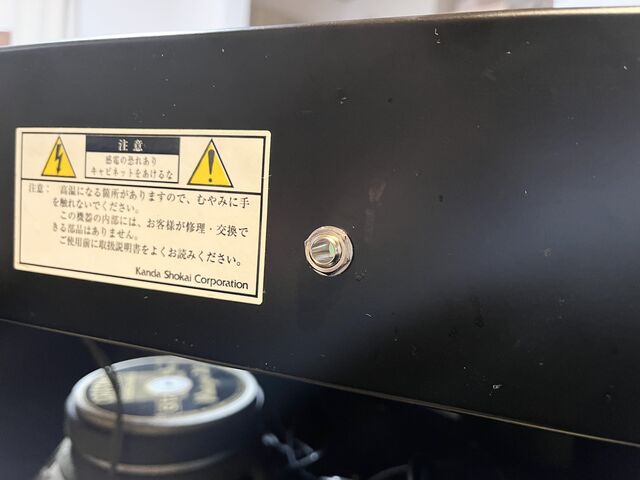 注意
感電の恐れあり
キャビネットをあけるな
注意： 高温になる箇所がありますので、むやみに手
を触れないでください。
この機器の内部には、お客様が修理・交換で
きる部品はありません。
ご使用前に取扱説明書をよくお読みください。
Kanda Shokai Corporation